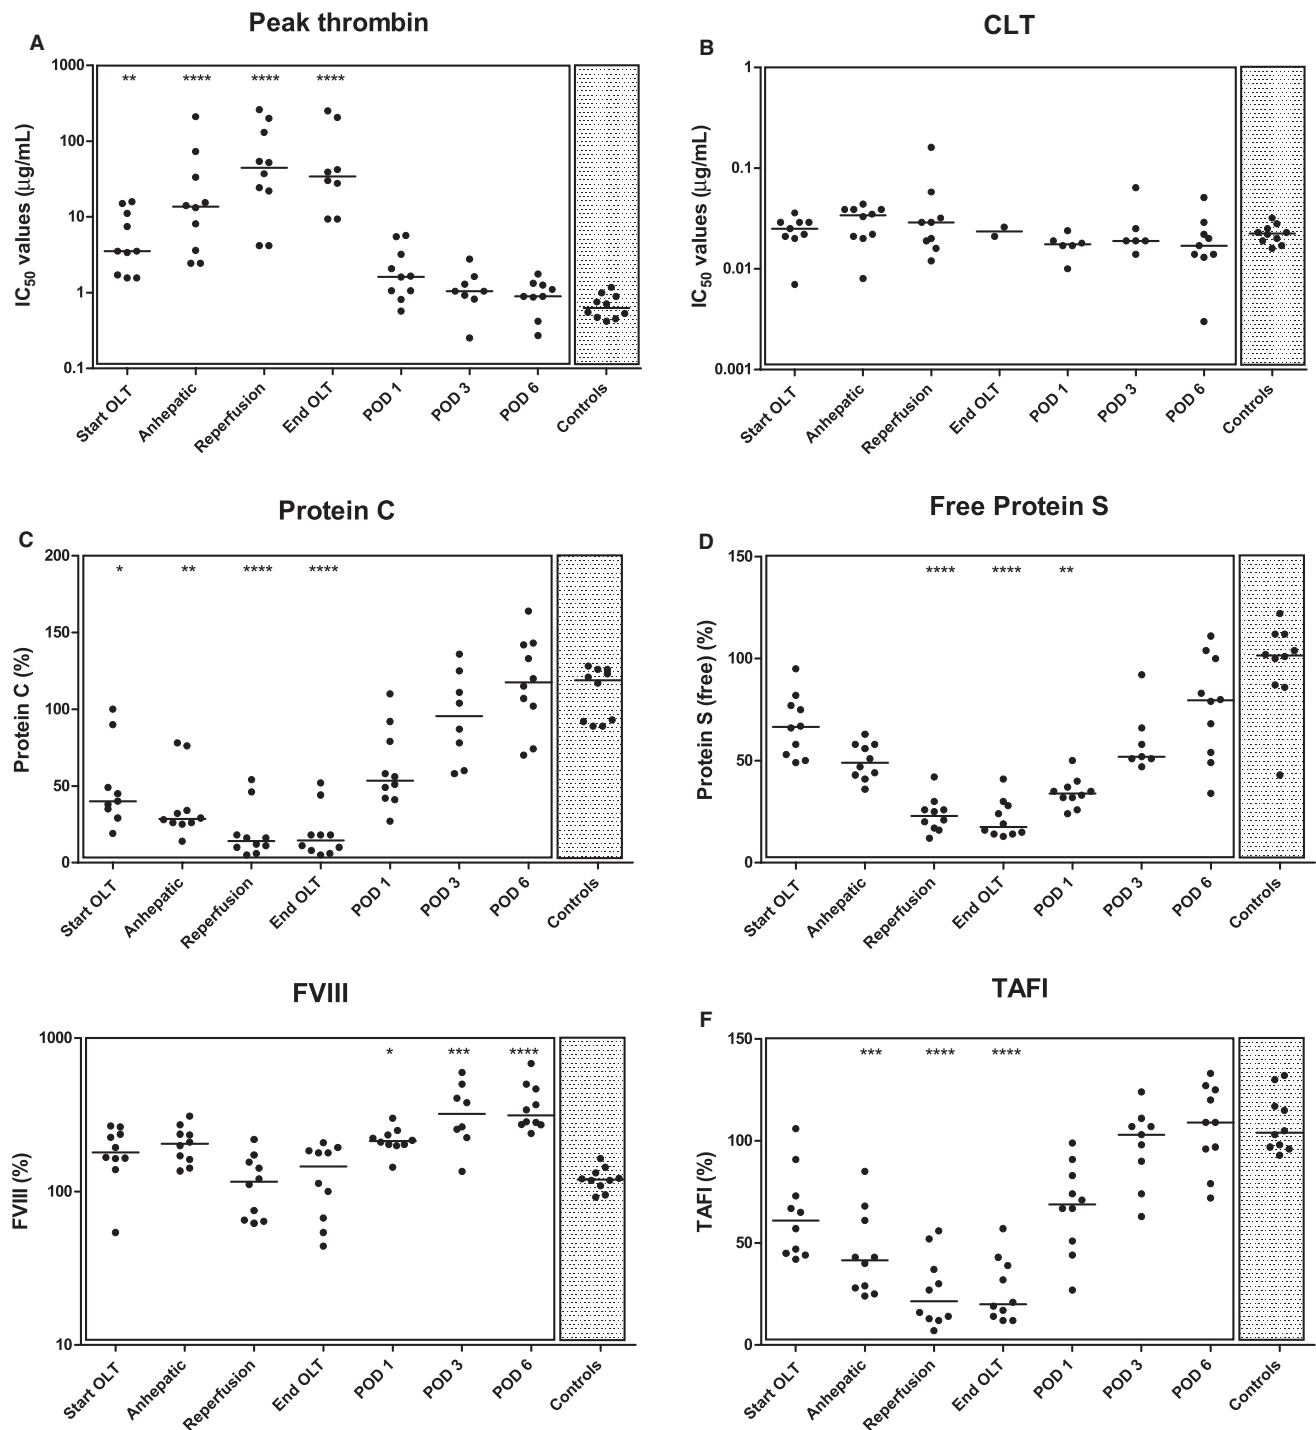 Peak thrombin
A
IC50 values (µg/mL)
1000
100
10
1
0.1
** **** **** ****
Start OLT
Anhepatic
Reperfusion
End OLT
POD 1
POD 3
POD 6
Controls
CLT
B
IC50 values (µg/mL)
1
0.1
0.01
0.001
Start OLT
Anhepatic
Reperfusion
End OLT
POD 1
POD 3
POD 6
Controls
Protein C
C
Protein C (%)
200
150
100
50
0
* ** **** ****
Start OLT
Anhepatic
Reperfusion
End OLT
POD 1
POD 3
POD 6
Controls
Free Protein S
D
Protein S (free) (%)
150
100
50
0
**** **** **
Start OLT
Anhepatic
Reperfusion
End OLT
POD 1
POD 3
POD 6
Controls
FVIII
FVIII (%)
1000
100
10
* *** ****
Start OLT
Anhepatic
Reperfusion
End OLT
POD 1
POD 3
POD 6
Controls
TAFI
F
TAFI (%)
150
100
50
0
*** **** ****
Start OLT
Anhepatic
Reperfusion
End OLT
POD 1
POD 3
POD 6
Controls